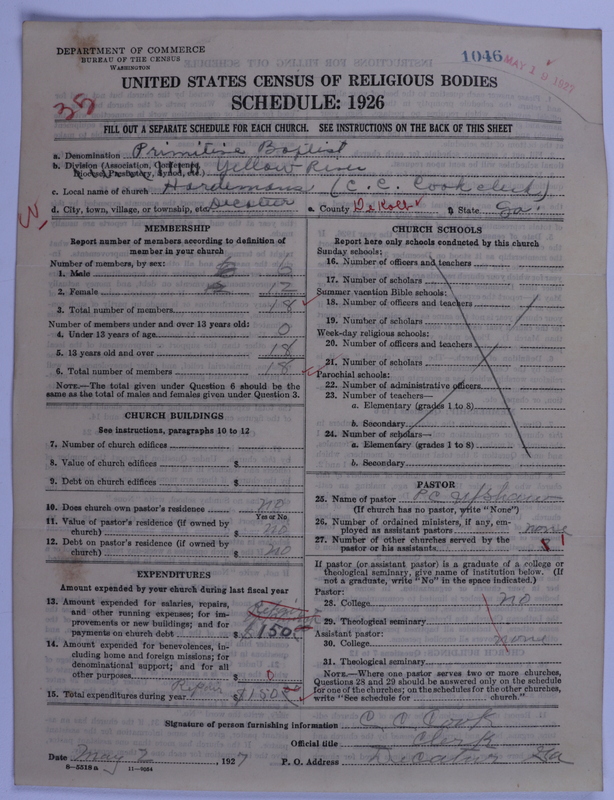 DEPARTMENT OF COMMERCE
BUREAU OF THE CENSUS
WASHINGTON
1046
MAY 19 1927
UNITED STATES CENSUS OF RELIGIOUS BODIES
SCHEDULE: 1926
38
FILL OUT A SEPARATE SCHEDULE FOR EACH CHURCH. SEE INSTRUCTIONS ON THE BACK OF THIS SHEET
a. Denomination Primitive Baptist
b. Division (Association, Conference, Diocese, Presbytery, Synod, etc.) Yellow River
c. Local name of church Hardemans (C. C. Cook clerk)
d. City, town, village, or township, etc. Decatur e. County DeKalb State Ga.
MEMBERSHIP
Report number of members according to definition of
member in your church
Number of members, by sex:
1. Male 6
2. Female 12
3. Total number of members 18
Number of members under and over 13 years old:
4. Under 13 years of age 0
5. 13 years old and over 18
6. Total number of members 18
NOTE.—The total given under Question 6 should be the
same as the total of males and females given under Question 3.
CHURCH BUILDINGS
See instructions, paragraphs 10 to 12
7. Number of church edifices
8. Value of church edifices $
9. Debt on church edifices $
10. Does church own pastor's residence no
Yes or No
11. Value of pastor's residence (if owned by
church) $ no
12. Debt on pastor's residence (if owned by
church) $ no
EXPENDITURES
Amount expended by your church during last fiscal year
13. Amount expended for salaries, repairs,
and other running expenses; for im-
provements or new buildings; and for
payments on church debt $150
14. Amount expended for benevolences, in-
cluding home and foreign missions; for
denominational support; and for all
other purposes $ 0
15. Total expenditures during year $150 00
CHURCH SCHOOLS
Report here only schools conducted by this church
Sunday schools:
16. Number of officers and teachers
17. Number of scholars
Summer vacation Bible schools:
18. Number of officers and teachers
19. Number of scholars
Week-day religious schools:
20. Number of officers and teachers
21. Number of scholars
Parochial schools:
22. Number of administrative officers
23. Number of teachers—
a. Elementary (grades 1 to 8)
b. Secondary
24. Number of scholars—
a. Elementary (grades 1 to 8)
b. Secondary
PASTOR
25. Name of pastor P.C. Upshaw
(If church has no pastor, write "None")
26. Number of ordained ministers, if any, em-
ployed as assistant pastors none
27. Number of other churches served by the
pastor or his assistants
If pastor (or assistant pastor) is a graduate of a college or
theological seminary, give name of institution below. (If
not a graduate, write "No" in the space indicated.)
Pastor:
28. College no
29. Theological seminary
Assistant pastor:
30. College none
31. Theological seminary
NOTE.—Where one pastor serves two or more churches,
Questions 28 and 29 should be answered only on the schedule
for one of the churches; on the schedules for the other churches,
write "See schedule for church."
Signature of person furnishing information C C Cook
Official title Clerk
Date May 2, 1927 P. O. Address Decatur Ga
8-5318a 11-9054